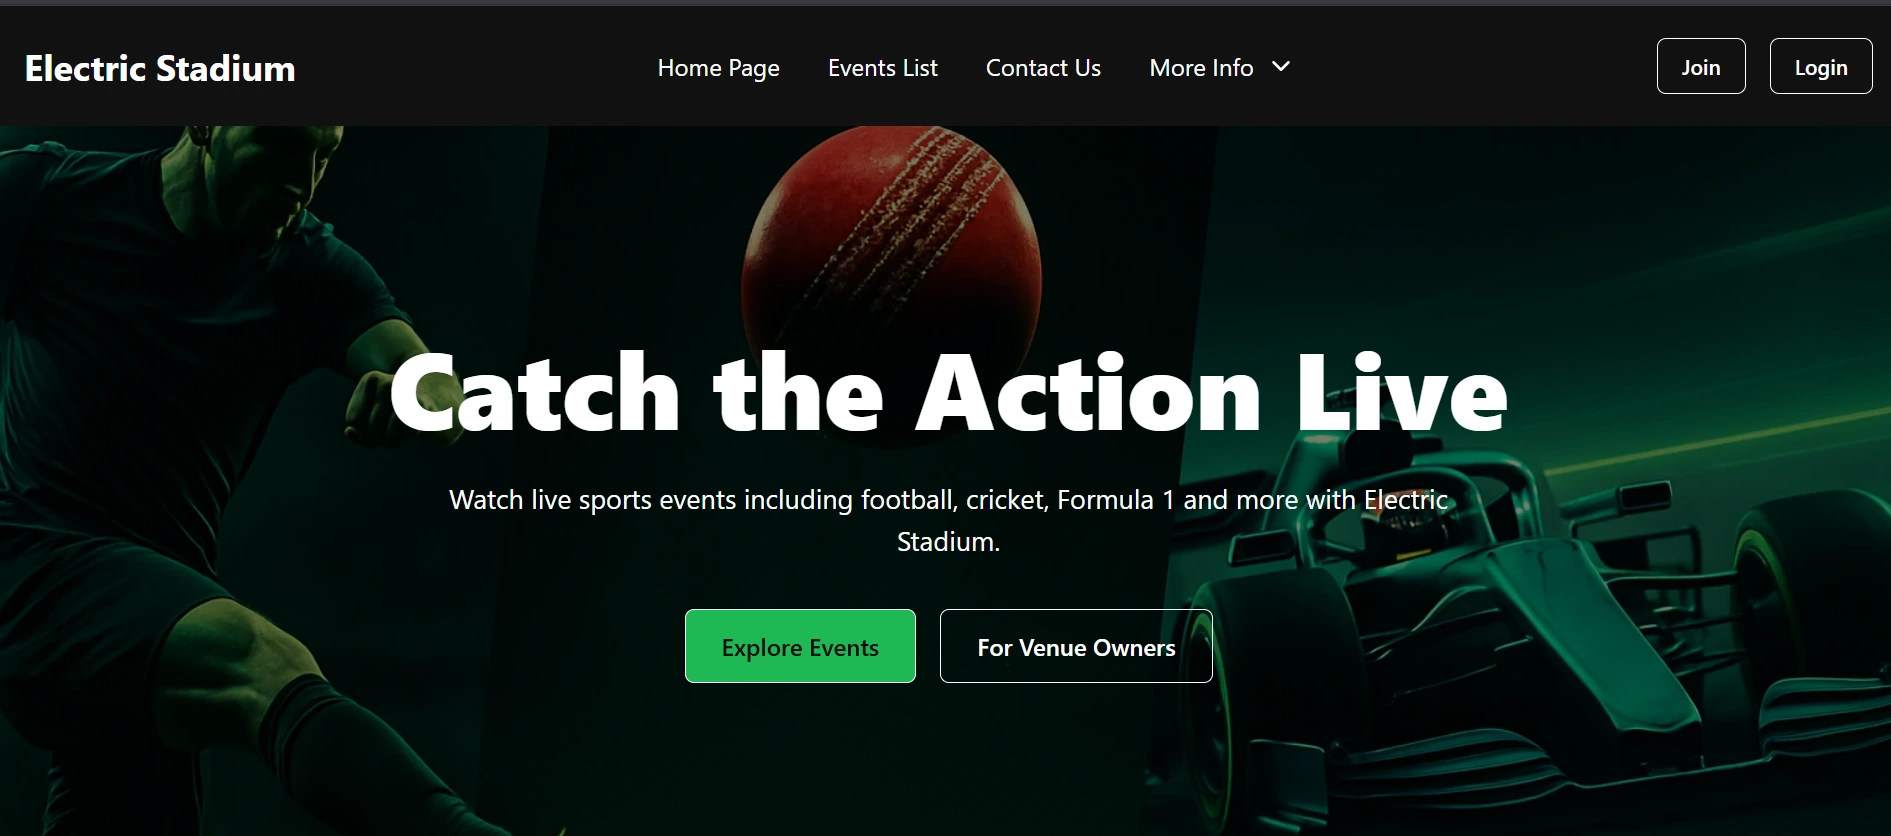 Electric Stadium
Home Page
Events List
Contact Us
More Info
Join
Login
Catch the Action Live
Watch live sports events including football, cricket, Formula 1 and more with Electric
Stadium.
Explore Events
For Venue Owners